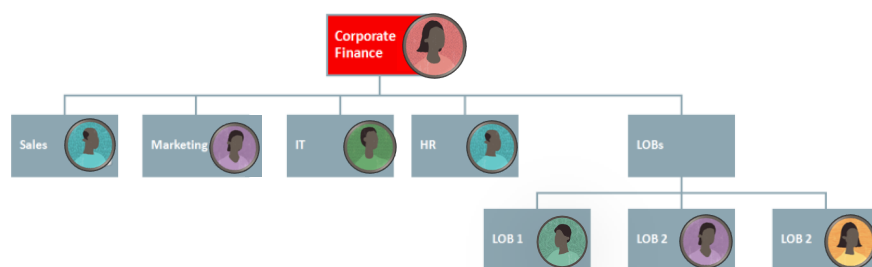 Corporate
Finance
Sales
Marketing
IT
HR
LOBs
LOB 1
LOB 2
LOB 2